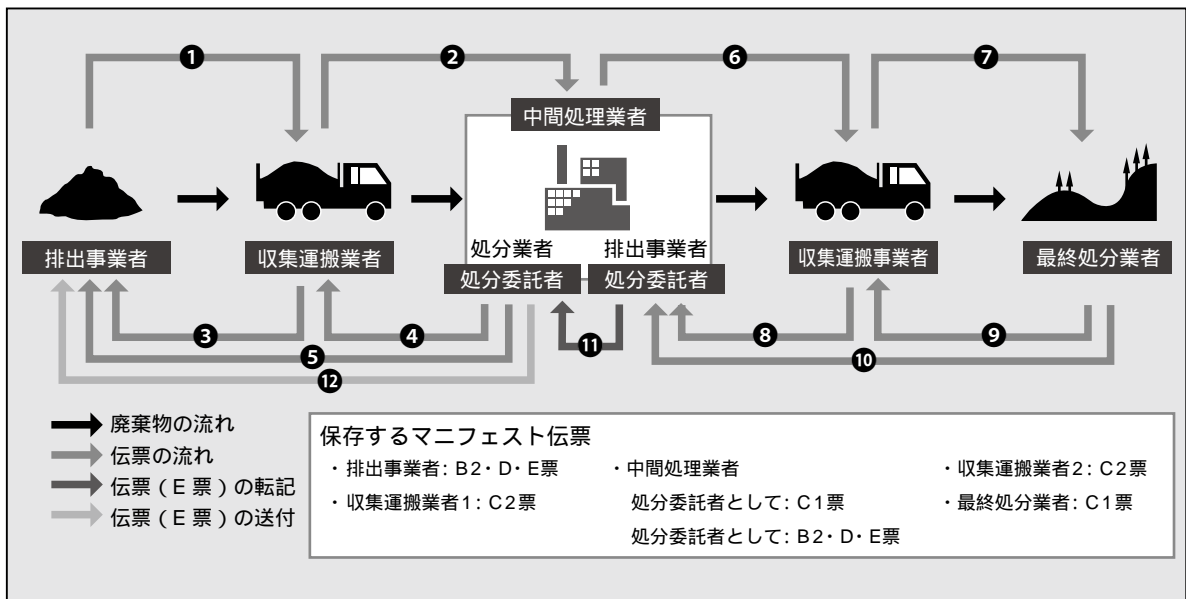 ❶ ❷ ❻ ❼
中間処理業者
処分業者 排出事業者
排出事業者 収集運搬業者 処分委託者 処分委託者 収集運搬事業者 最終処分業者
❸ ❹ ⓫ ❽ ❾
❺ ❿
⓬
廃棄物の流れ
伝票の流れ
伝票(E 票)の転記
伝票(E 票)の送付
保存するマニフェスト伝票
・排出事業者: B2・D・E票
・収集運搬業者1: C2票
・中間処理業者
処分委託者として: C1票
処分委託者として: B2・D・E票
・収集運搬業者2: C2票
・最終処分業者: C1票